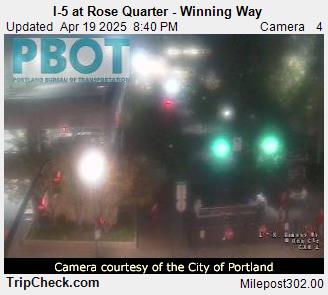 I-5 at Rose Quarter - Winning Way
Updated Apr 19 2025 8:40 PM Camera 4
PBOT
PORTLAND BUREAU OF TRANSPORTATION
Camera courtesy of the City of Portland
TripCheck.com Milepost302.00